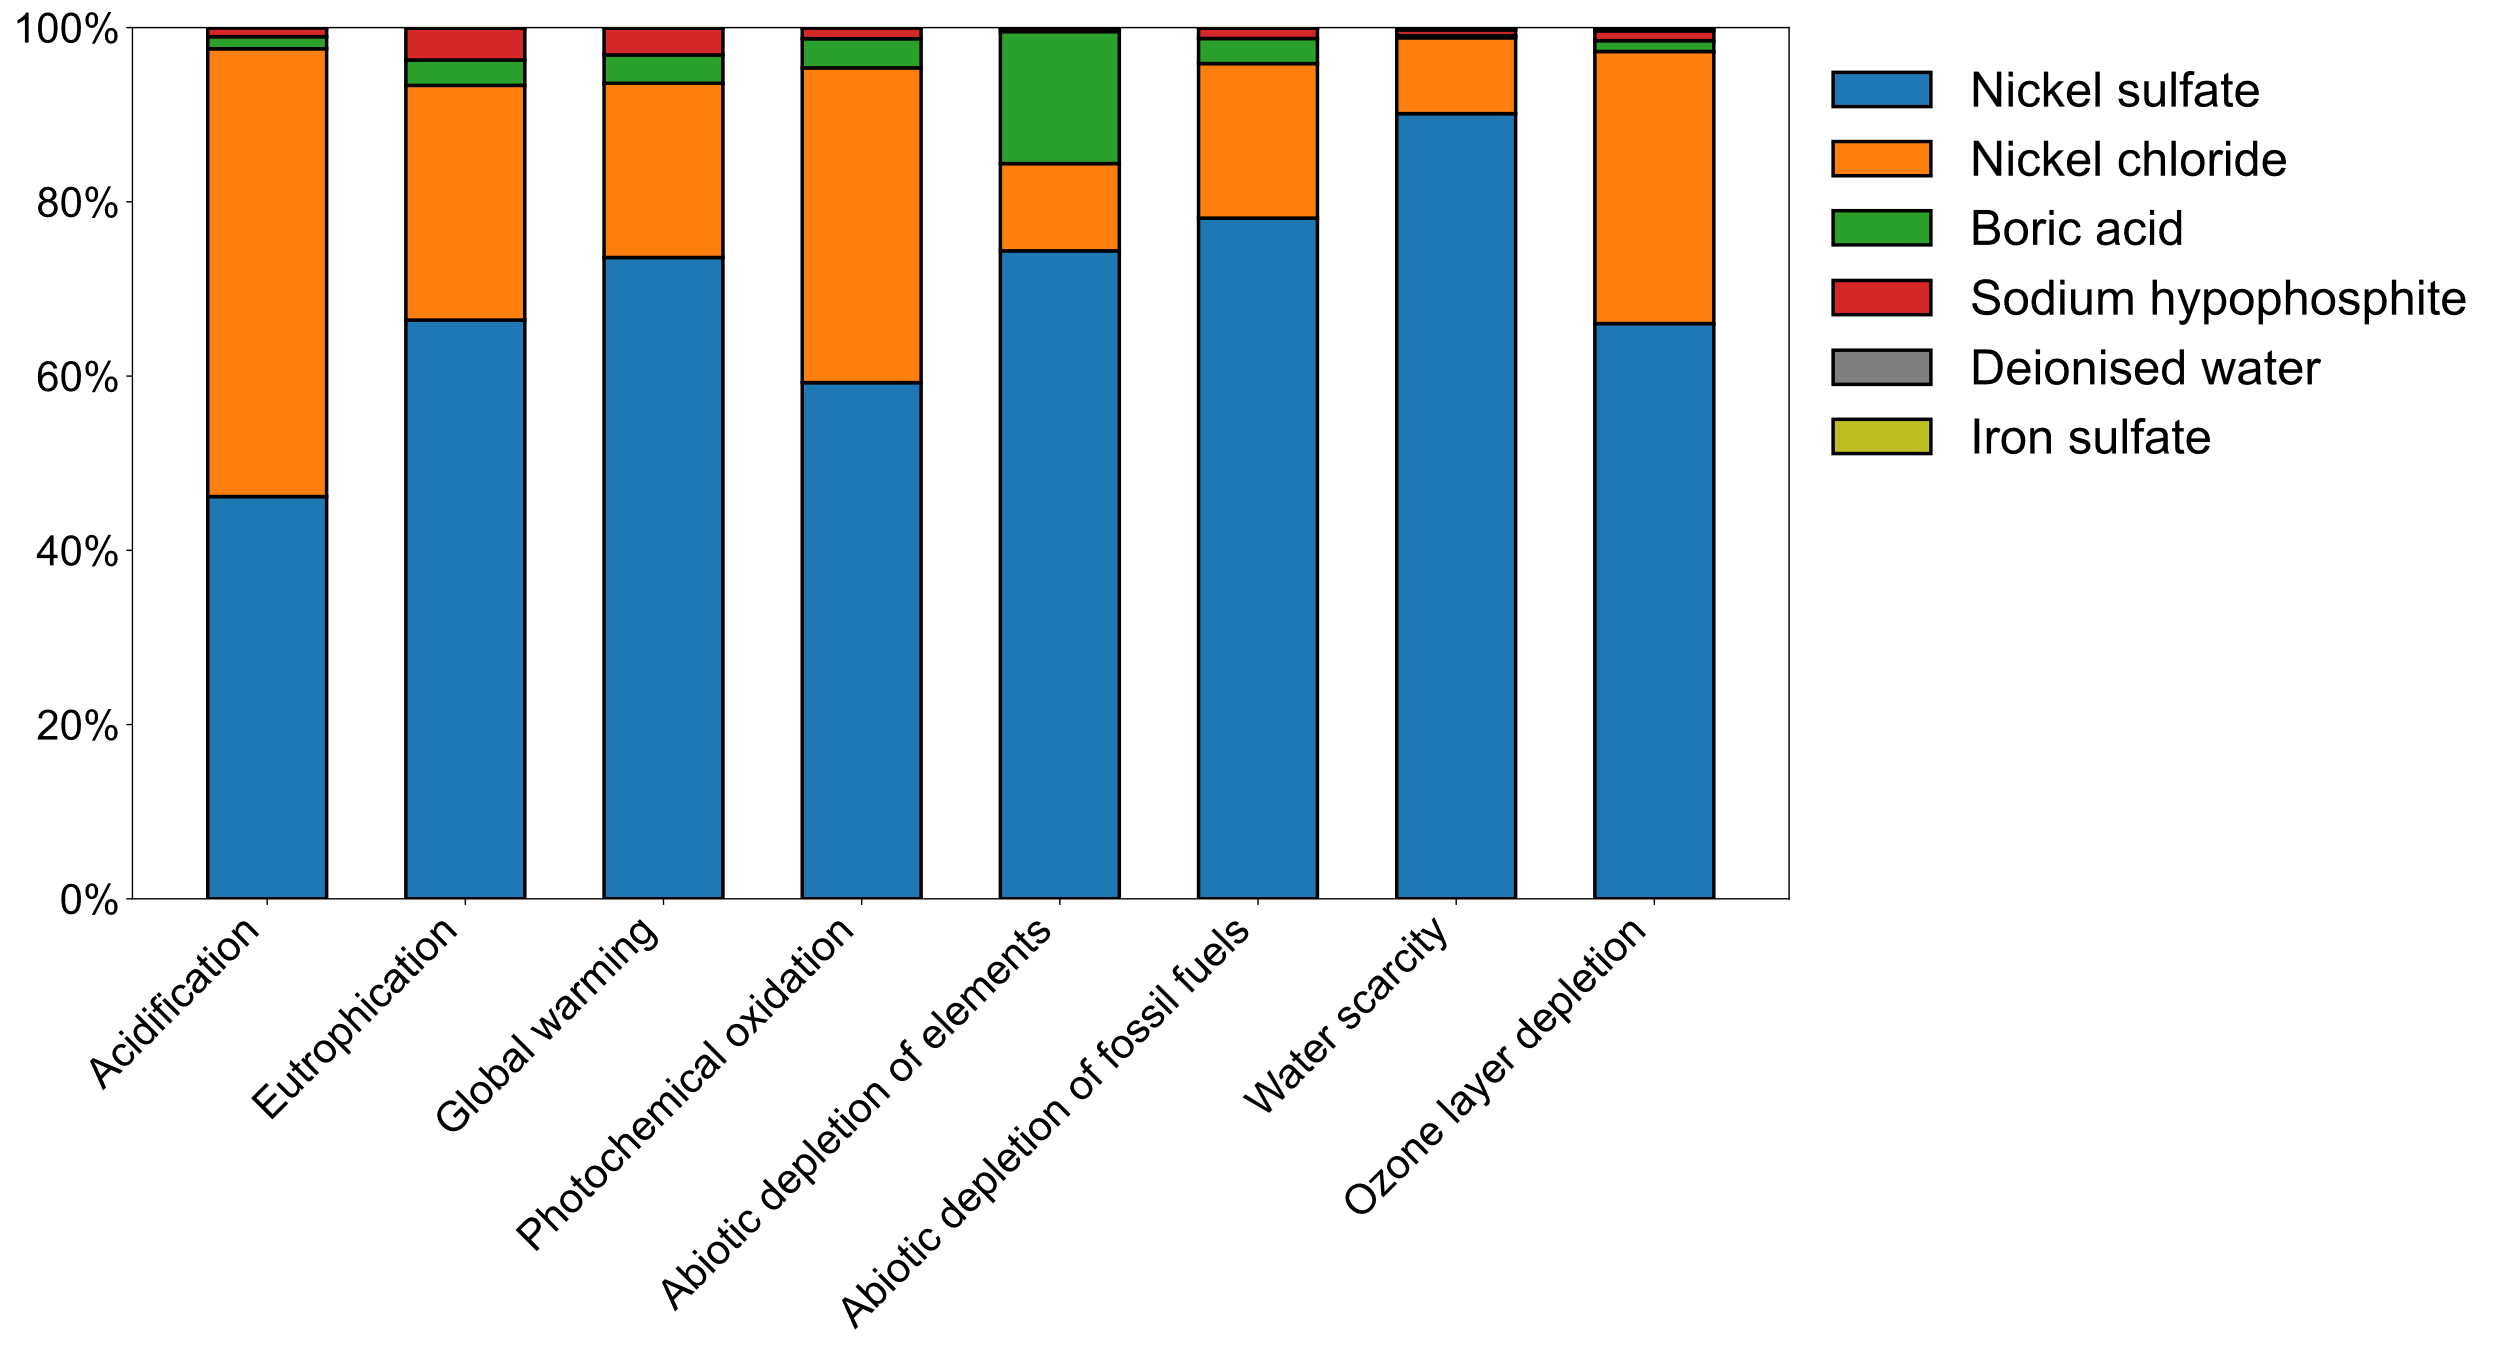 100%
80%
60%
40%
20%
0%
Acidification
Eutrophication
Global warming
Photochemical oxidation
Abiotic depletion of elements
Abiotic depletion of fossil fuels
Water scarcity
Ozone layer depletion
Nickel sulfate
Nickel chloride
Boric acid
Sodium hypophosphite
Deionised water
Iron sulfate